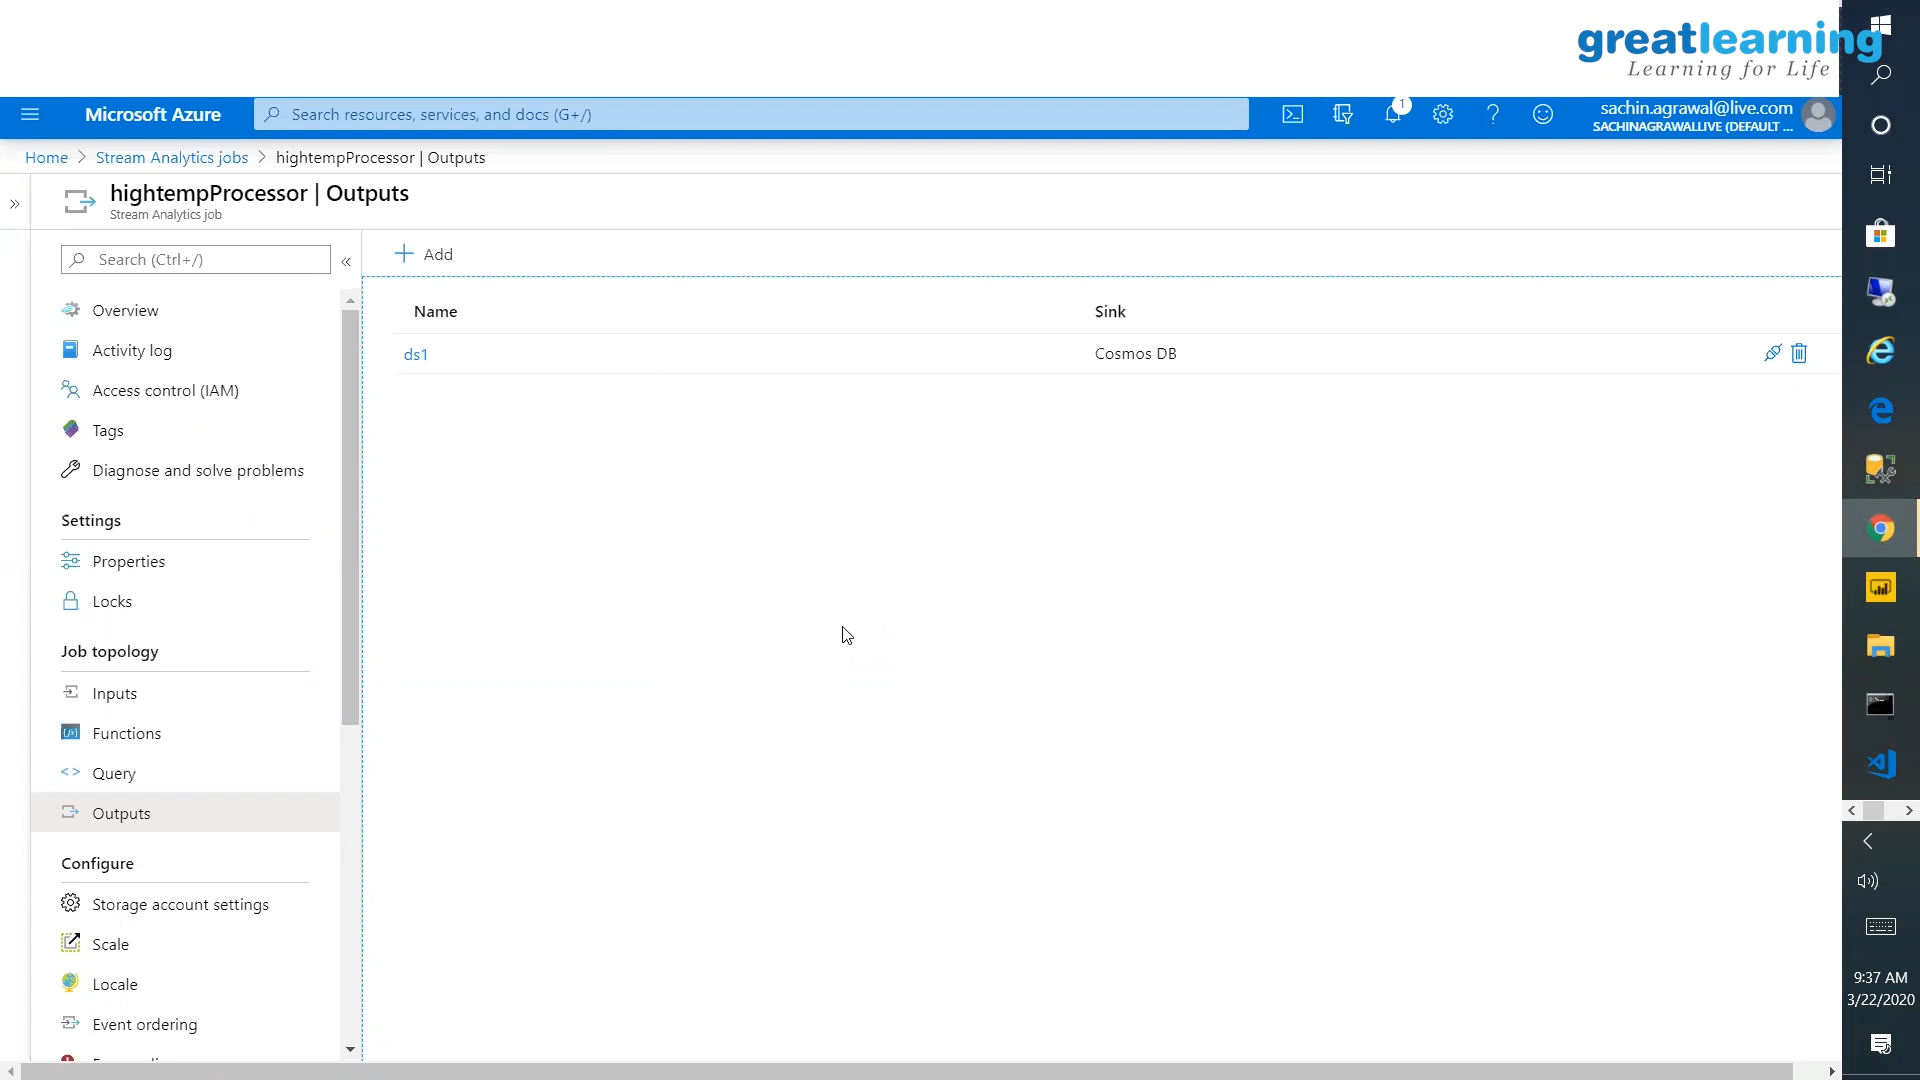 greatlearning
Learning for Life
Microsoft Azure
Search resources, services, and docs (G+/)
1
sachin.agrawal@live.com
SACHINAGRAWALLIVE (DEFAULT ...
Home > Stream Analytics jobs > hightempProcessor | Outputs
hightempProcessor | Outputs
Stream Analytics job
Search (Ctrl+/)
Add
Overview
Activity log
Access control (IAM)
Tags
Diagnose and solve problems
Settings
Properties
Locks
Job topology
Inputs
Functions
Query
Outputs
Configure
Storage account settings
Scale
Locale
Event ordering
Name Sink
ds1 Cosmos DB
9:37 AM
3/22/2020